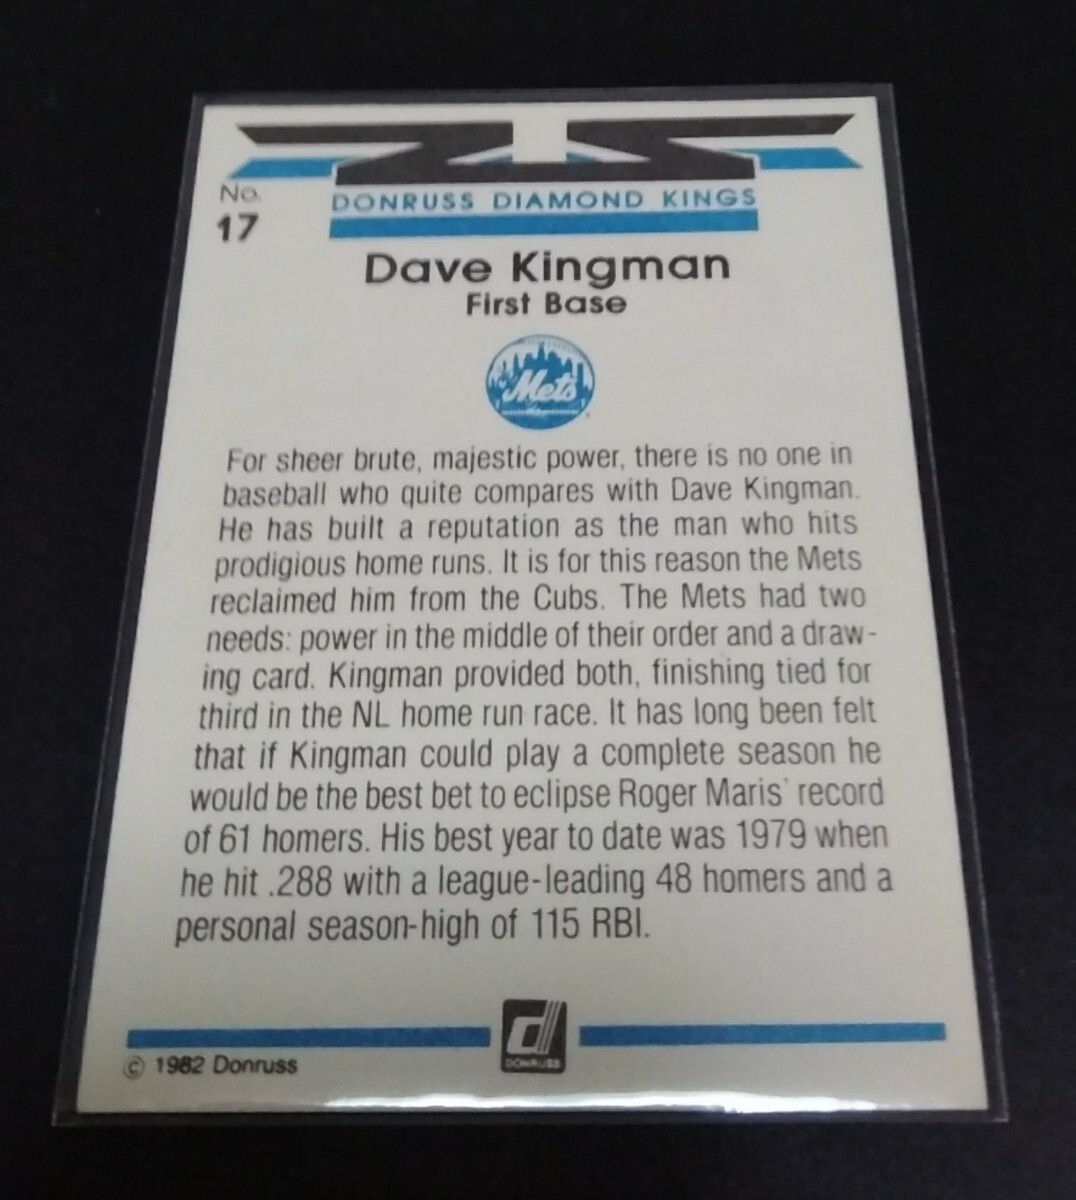 No.
17
DONRUSS DIAMOND KINGS
Dave Kingman
First Base
Mets
For sheer brute, majestic power, there is no one in
baseball who quite compares with Dave Kingman.
He has built a reputation as the man who hits
prodigious home runs. It is for this reason the Mets
reclaimed him from the Cubs. The Mets had two
needs: power in the middle of their order and a draw-
ing card. Kingman provided both, finishing tied for
third in the NL home run race. It has long been felt
that if Kingman could play a complete season he
would be the best bet to eclipse Roger Maris' record
of 61 homers. His best year to date was 1979 when
he hit .288 with a league-leading 48 homers and a
personal season-high of 115 RBI.
d
DONRUSS
© 1982 Donruss